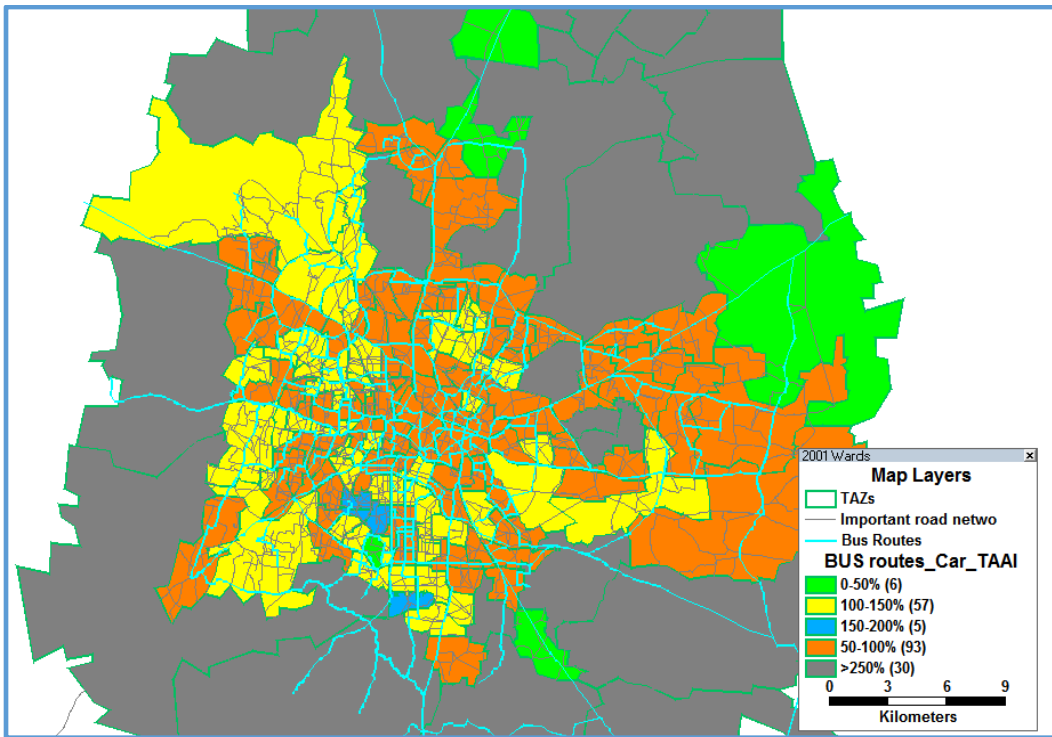 2001 Wards x
Map Layers
TAZs
Important road netwo
Bus Routes
BUS routes_Car_TAAI
0-50% (6)
100-150% (57)
150-200% (5)
50-100% (93)
>250% (30)
0 3 6 9
Kilometers